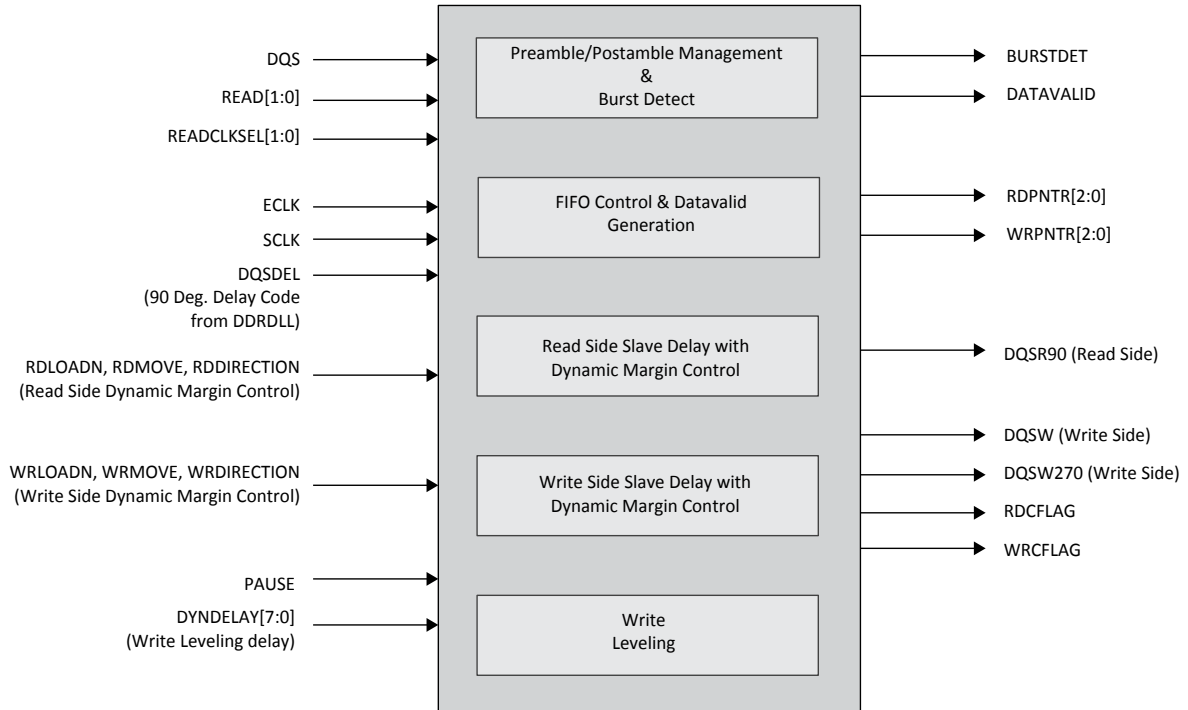 DQS
READ[1:0]
READCLKSEL[1:0]
ECLK
SCLK
DQSDEL
(90 Deg. Delay Code
from DDRDLL)
RDLOADN, RDMOVE, RDDIRECTION
(Read Side Dynamic Margin Control)
WRLOADN, WRMOVE, WRDIRECTION
(Write Side Dynamic Margin Control)
PAUSE
DYNDELAY[7:0]
(Write Leveling delay)
Preamble/Postamble Management
&
Burst Detect
FIFO Control & Datavalid
Generation
Read Side Slave Delay with
Dynamic Margin Control
Write Side Slave Delay with
Dynamic Margin Control
Write
Leveling
BURSTDET
DATAVALID
RDPNTR[2:0]
WRPNTR[2:0]
DQSR90 (Read Side)
DQSW (Write Side)
DQSW270 (Write Side)
RDCFLAG
WRCFLAG